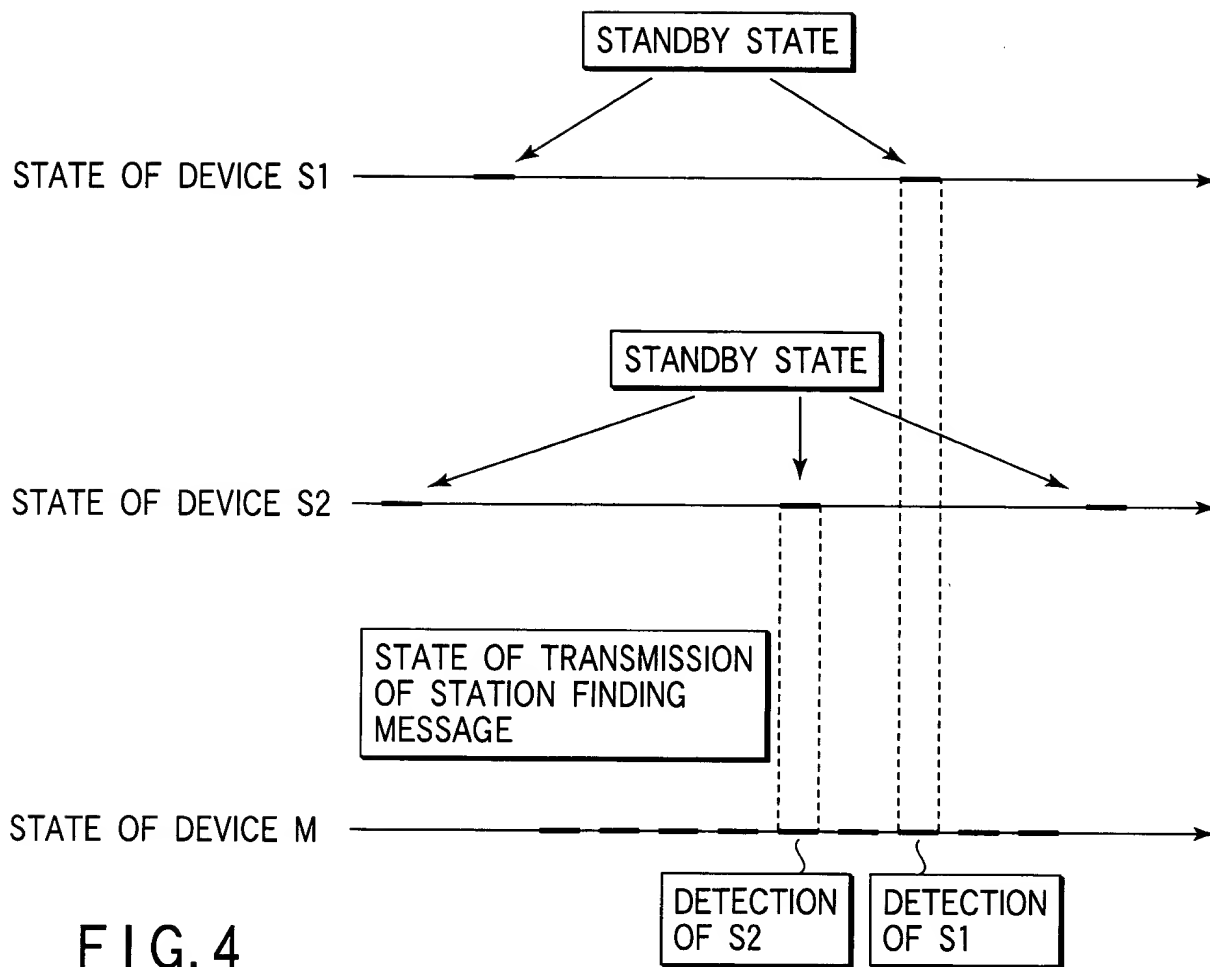 STANDBY STATE
STATE OF DEVICE S1
STANDBY STATE
STATE OF DEVICE S2
STATE OF TRANSMISSION
OF STATION FINDING
MESSAGE
STATE OF DEVICE M
DETECTION
OF S2
DETECTION
OF S1
FIG. 4